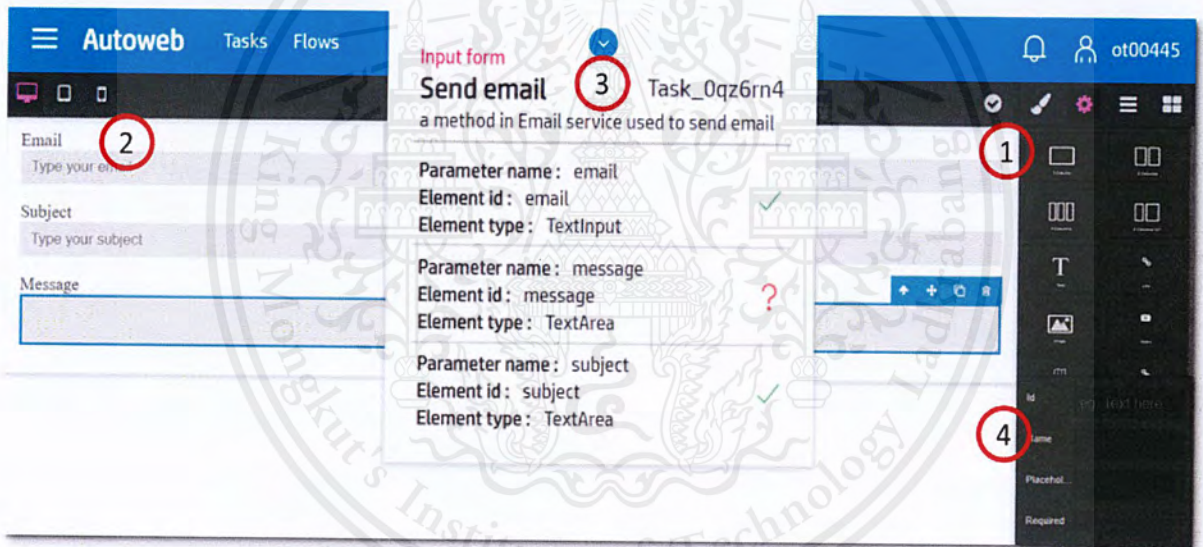 Autoweb Tasks Flows
ot00445
Input form
Send email 3 Task_0qz6rn4
a method in Email service used to send email
2
1
Email
Type your email
Subject
Type your subject
Message
Parameter name : email
Element id : email
Element type : TextInput
Parameter name : message
Element id : message
?
Element type : TextArea
Parameter name : subject
Element id : subject
Element type : TextArea
T
Id
eg. Text here
4
Name
Placehol...
Required
King Mongkut's Institute of Technology Ladkrabang